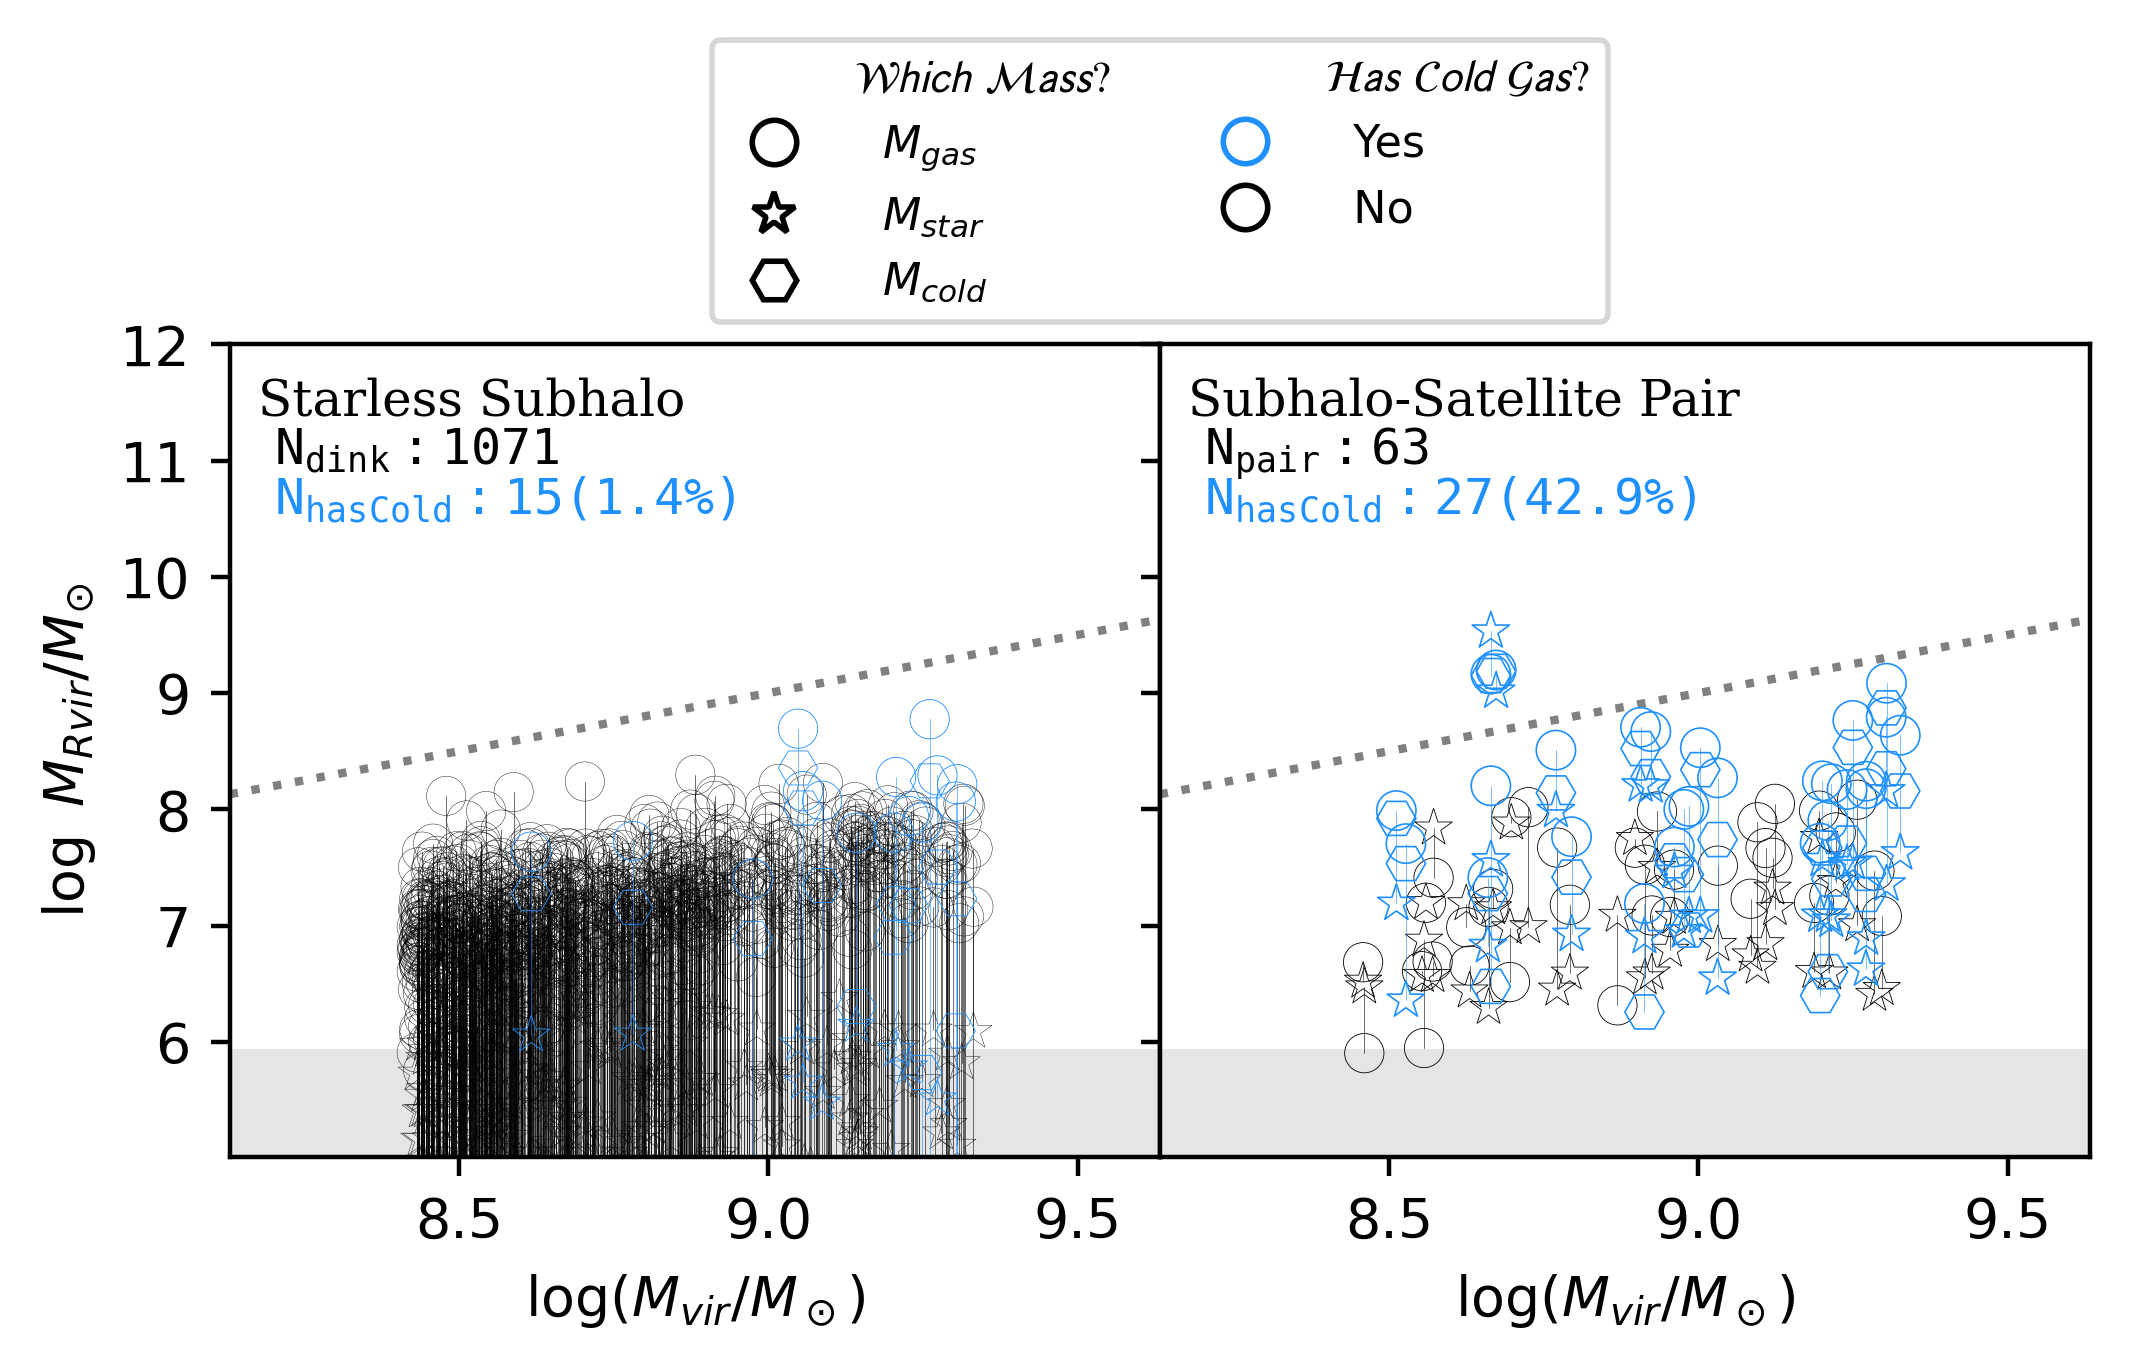 Which Mass?
Has Cold Gas?
M_gas
Yes
M_star
No
M_cold
12
11
10
9
8
7
6
log M_Rvir/M_⊙
Starless Subhalo
N_dink : 1071
N_hasCold : 15(1.4%)
Subhalo-Satellite Pair
N_pair : 63
N_hasCold : 27(42.9%)
8.5 9.0 9.5
8.5 9.0 9.5
log(M_vir/M_⊙)
log(M_vir/M_⊙)